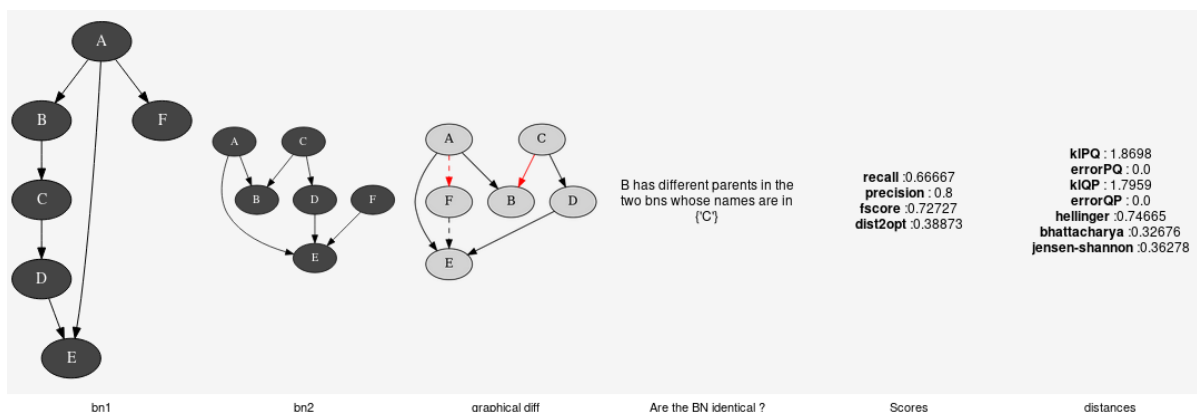 A
B
F
C
D
E
A
C
B
D
F
E
A
C
F
B
D
E
B has different parents in the
two bns whose names are in
{'C'}
recall :0.66667
precision : 0.8
fscore :0.72727
dist2opt :0.38873
klPQ : 1.8698
errorPQ : 0.0
klQP : 1.7959
errorQP : 0.0
hellinger :0.74665
bhattacharya :0.32676
jensen-shannon :0.36278
bn1
bn2
graphical diff
Are the BN identical ?
Scores
distances